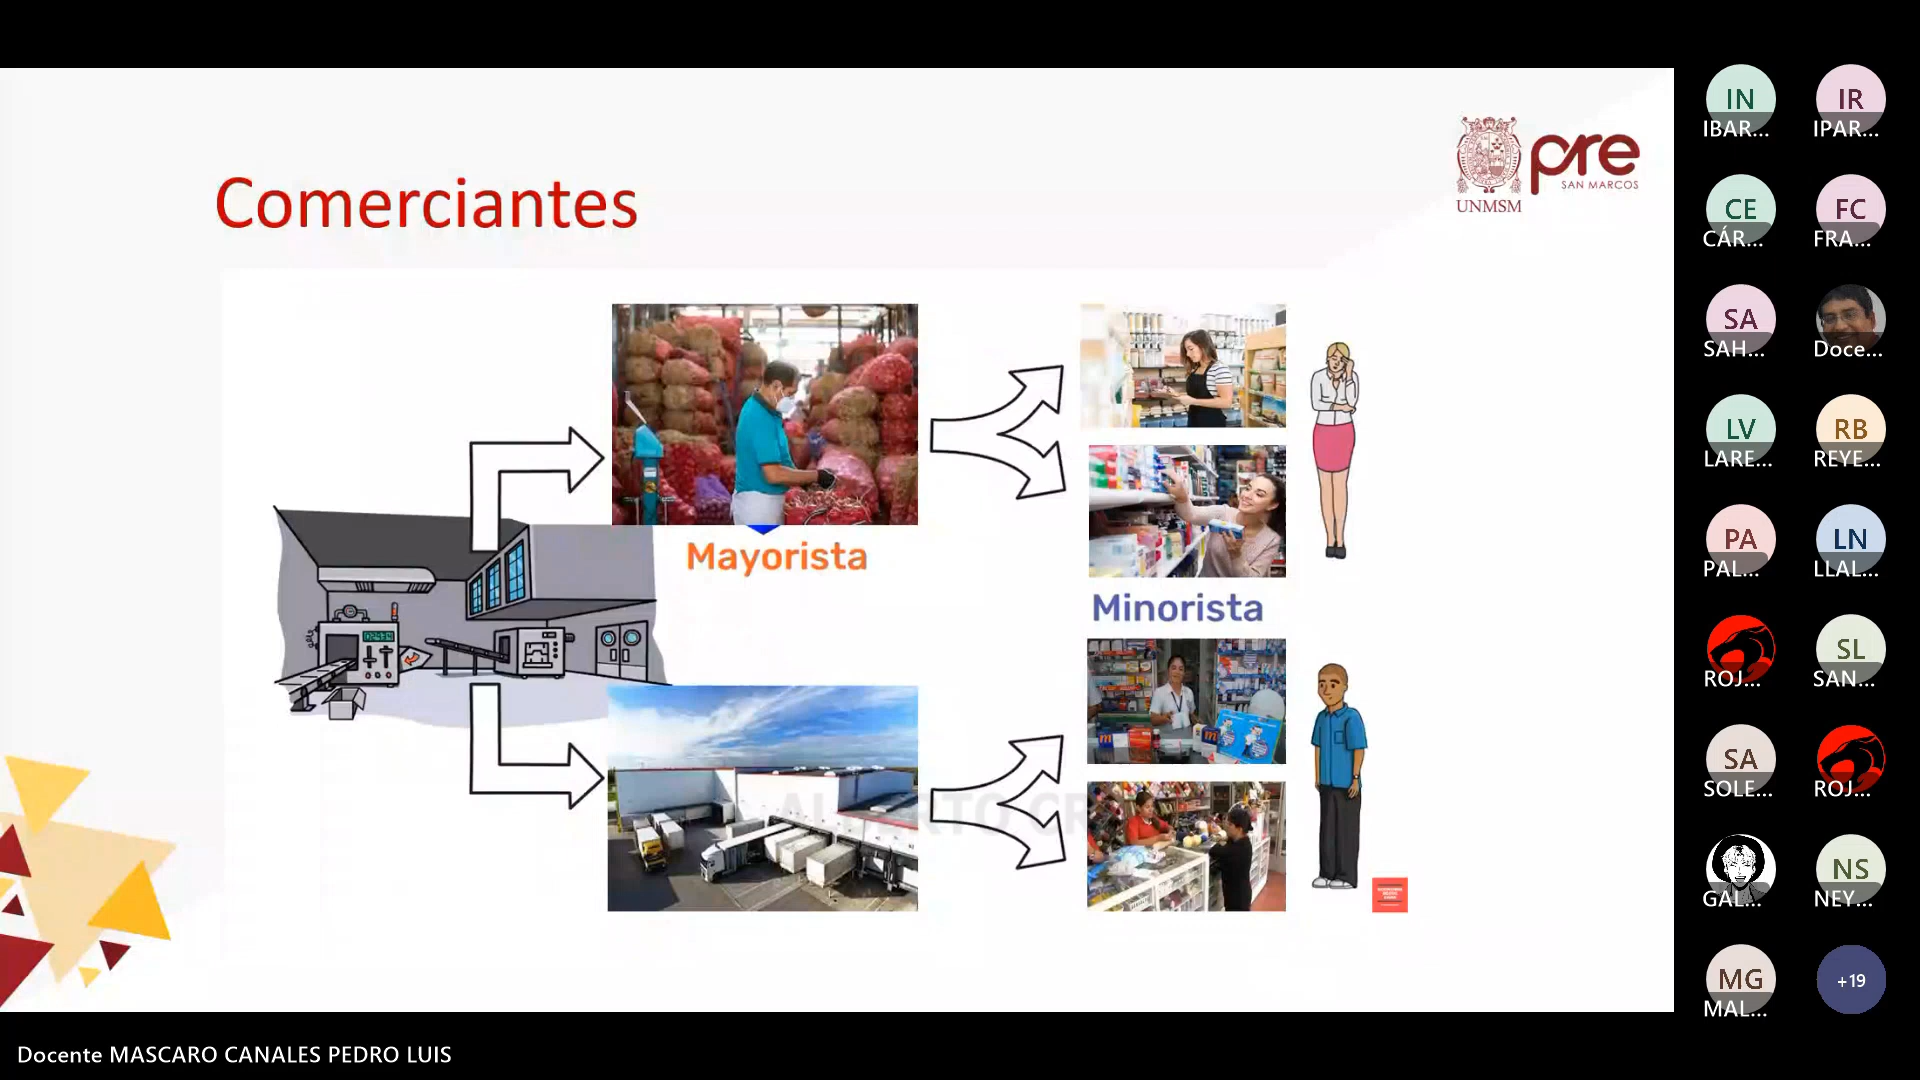 Comerciantes
UNMSM
pre
SAN MARCOS
Mayorista
Minorista
ALBERTO CR
IN
IBAR...
IR
IPAR...
CE
CÁR...
FC
FRA...
SA
SAH...
Doce...
LV
LARE...
RB
REYE...
PA
PAL...
LN
LLAL...
ROJ...
SL
SAN...
SA
SOLE...
ROJ...
GAL...
NS
NEY...
MG
MAL...
+19
Docente MASCARO CANALES PEDRO LUIS